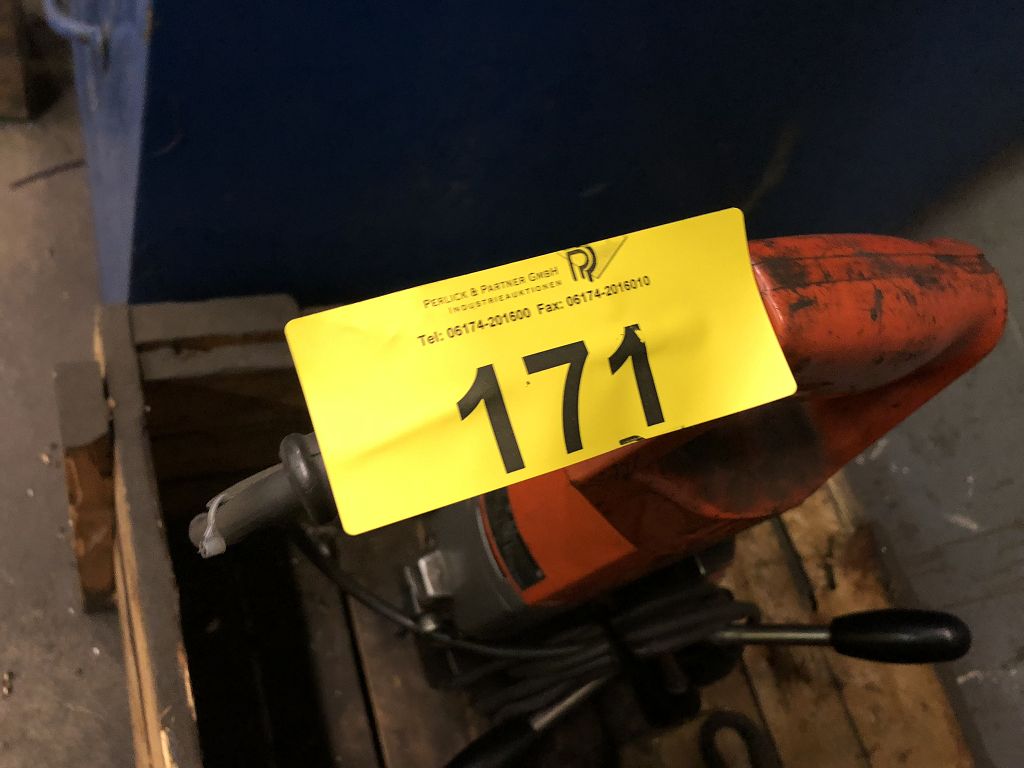 PERLICK & PARTNER GMBH
INDUSTRIEAUKTIONEN
Tel: 06174-201600 Fax: 06174-2016010
171